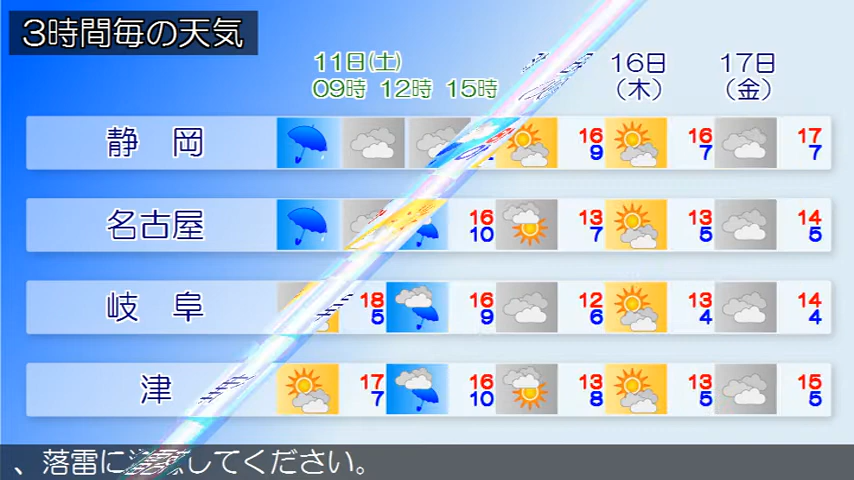 3時間毎の天気
11日(土)
09時 12時 15時
16日
(木)
17日
(金)
静 岡 16 9 16 7 17 7
名古屋 16 10 13 7 13 5 14 5
岐 阜 18 5 16 9 12 6 13 4 14 4
津 17 7 16 10 13 8 13 5 15 5
、落雷に注意してください。